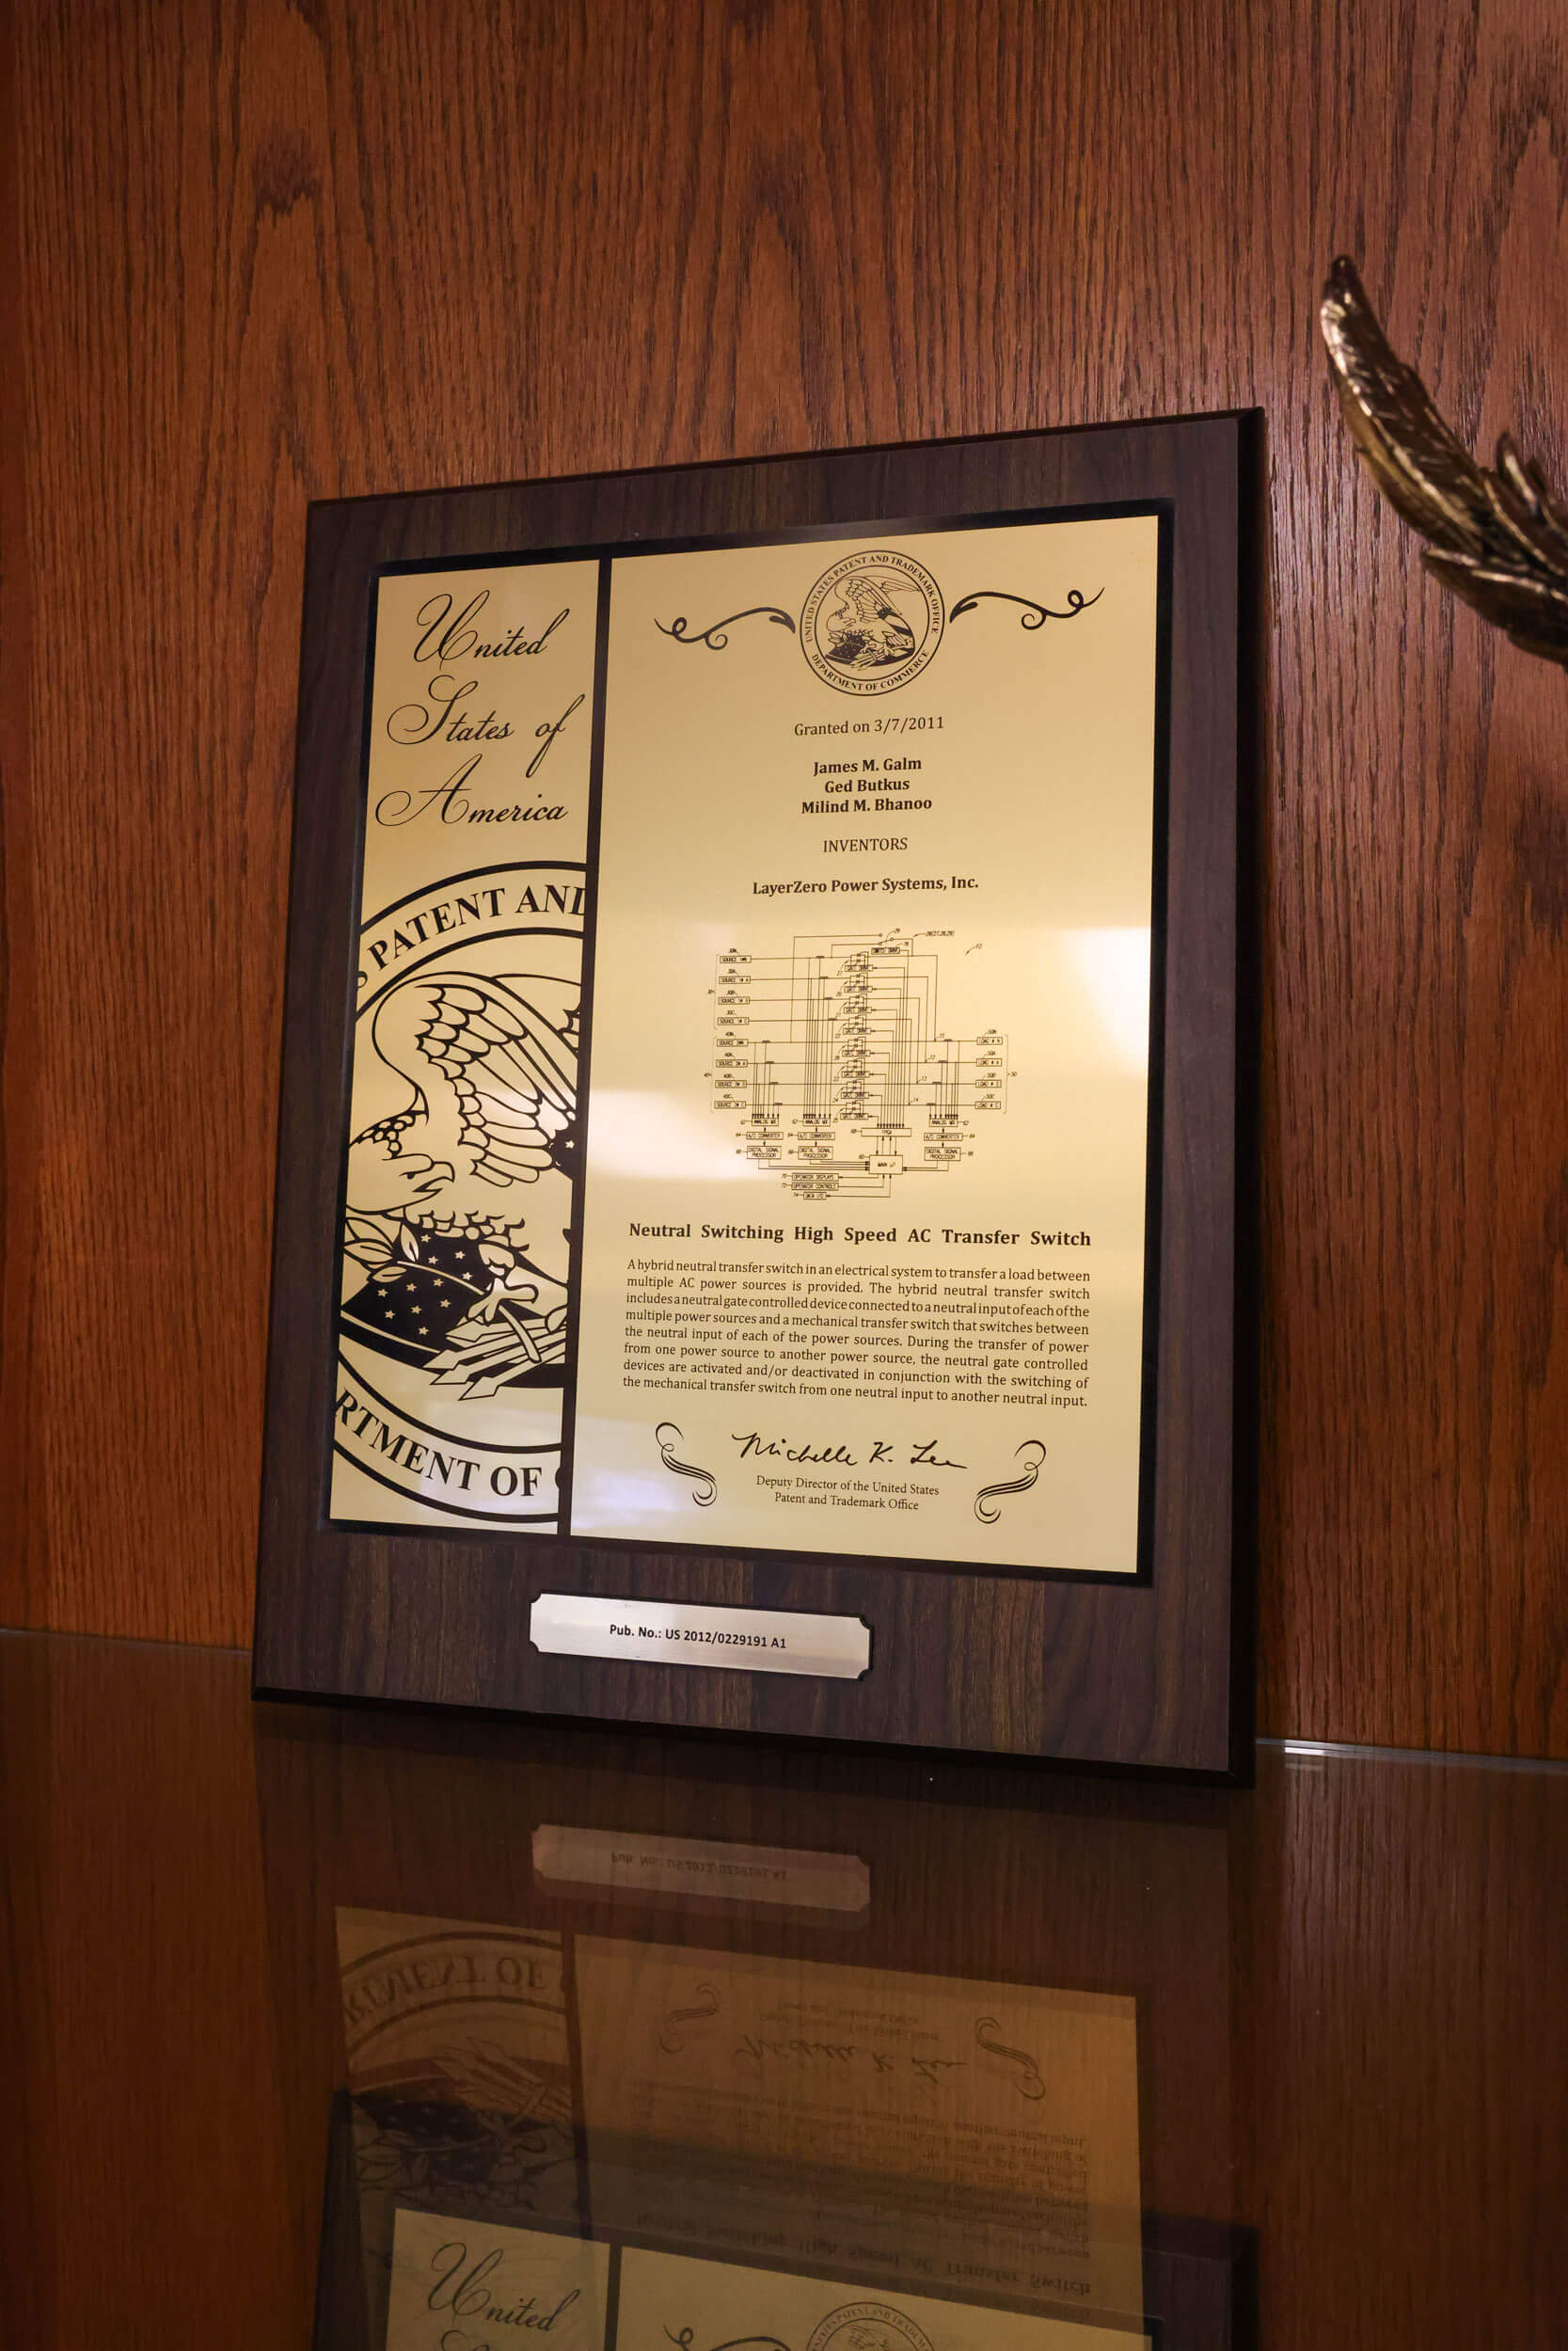 United
States of
America
S PATENT AND
RTMENT OF
UNITED STATES PATENT AND TRADEMARK OFFICE
DEPARTMENT OF COMMERCE
Granted on 3/7/2011
James M. Galm
Ged Butkus
Milind M. Bhanoo
INVENTORS
LayerZero Power Systems, Inc.
Neutral Switching High Speed AC Transfer Switch
A hybrid neutral transfer switch in an electrical system to transfer a load between
multiple AC power sources is provided. The hybrid neutral transfer switch
includes a neutral gate controlled device connected to a neutral input of each of the
multiple power sources and a mechanical transfer switch that switches between
the neutral input of each of the power sources. During the transfer of power
from one power source to another power source, the neutral gate controlled
devices are activated and/or deactivated in conjunction with the switching of
the mechanical transfer switch from one neutral input to another neutral input.
Michelle K. Lee
Deputy Director of the United States
Patent and Trademark Office
Pub. No.: US 2012/0229191 A1